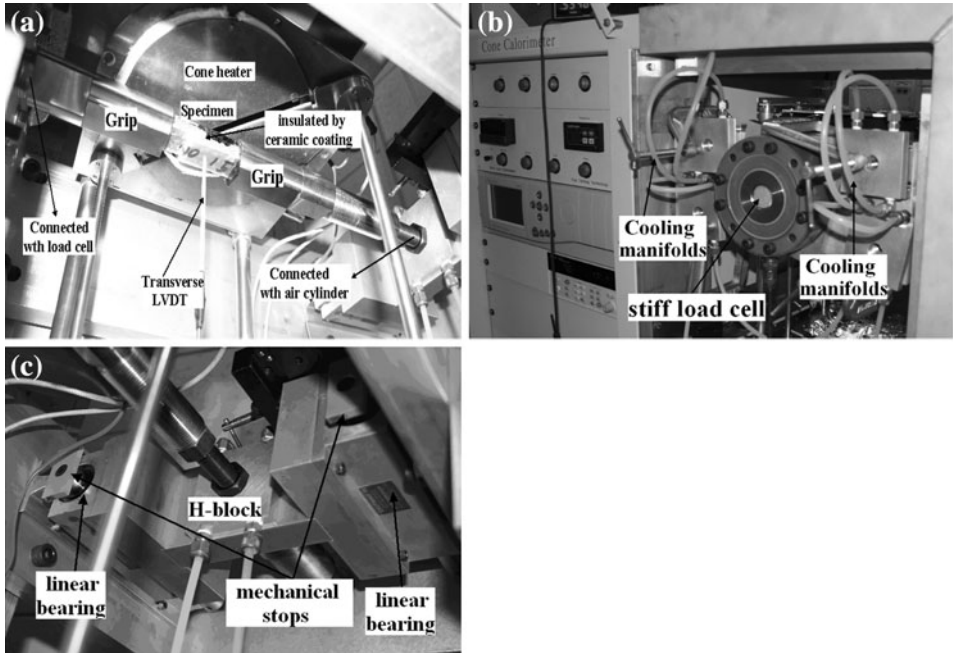 (a)
Cone heater
Specimen
insulated by
ceramic coating
Grip
Grip
Connected
wth load cell
Transverse
LVDT
Connected
wth air cylinder
(b)
Cone Calorimeter
Cooling
manifolds
Cooling
manifolds
stiff load cell
(c)
H-block
linear
bearing
mechanical
stops
linear
bearing